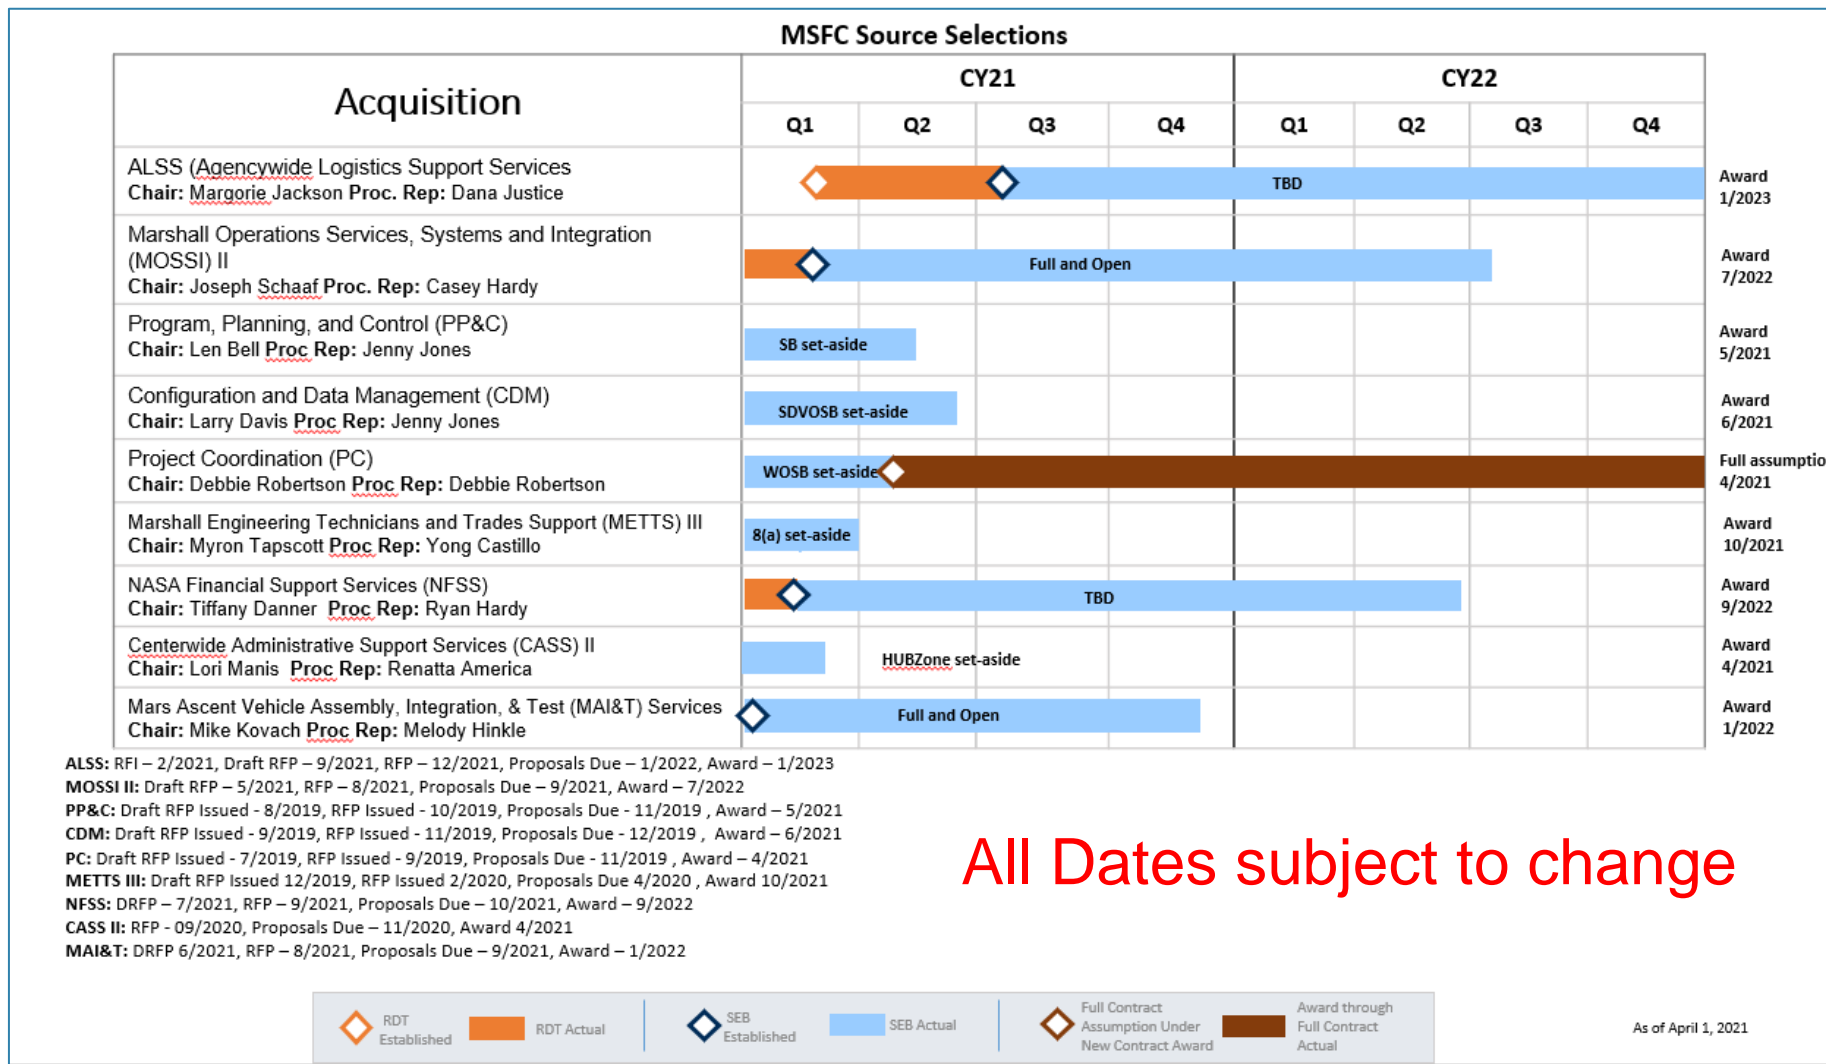 MSFC Source Selections
Acquisition
CY21
CY22
Q1 Q2 Q3 Q4 Q1 Q2 Q3 Q4
ALSS (Agencywide Logistics Support Services
Chair: Margorie Jackson Proc. Rep: Dana Justice
TBD
Award
1/2023
Marshall Operations Services, Systems and Integration
(MOSSI) II
Chair: Joseph Schaaf Proc. Rep: Casey Hardy
Full and Open
Award
7/2022
Program, Planning, and Control (PP&C)
Chair: Len Bell Proc Rep: Jenny Jones
SB set-aside
Award
5/2021
Configuration and Data Management (CDM)
Chair: Larry Davis Proc Rep: Jenny Jones
SDVOSB set-aside
Award
6/2021
Project Coordination (PC)
Chair: Debbie Robertson Proc Rep: Debbie Robertson
WOSB set-aside
Full assumptio
4/2021
Marshall Engineering Technicians and Trades Support (METTS) III
Chair: Myron Tapscott Proc Rep: Yong Castillo
8(a) set-aside
Award
10/2021
NASA Financial Support Services (NFSS)
Chair: Tiffany Danner Proc Rep: Ryan Hardy
TBD
Award
9/2022
Centerwide Administrative Support Services (CASS) II
Chair: Lori Manis Proc Rep: Renatta America
HUBZone set-aside
Award
4/2021
Mars Ascent Vehicle Assembly, Integration, & Test (MAI&T) Services
Chair: Mike Kovach Proc Rep: Melody Hinkle
Full and Open
Award
1/2022
ALSS: RFI – 2/2021, Draft RFP – 9/2021, RFP – 12/2021, Proposals Due – 1/2022, Award – 1/2023
MOSSI II: Draft RFP – 5/2021, RFP – 8/2021, Proposals Due – 9/2021, Award – 7/2022
PP&C: Draft RFP Issued - 8/2019, RFP Issued - 10/2019, Proposals Due - 11/2019 , Award – 5/2021
CDM: Draft RFP Issued - 9/2019, RFP Issued - 11/2019, Proposals Due - 12/2019 , Award – 6/2021
PC: Draft RFP Issued - 7/2019, RFP Issued - 9/2019, Proposals Due - 11/2019 , Award – 4/2021
METTS III: Draft RFP Issued 12/2019, RFP Issued 2/2020, Proposals Due 4/2020 , Award 10/2021
NFSS: DRFP – 7/2021, RFP – 9/2021, Proposals Due – 10/2021, Award – 9/2022
CASS II: RFP - 09/2020, Proposals Due – 11/2020, Award 4/2021
MAI&T: DRFP 6/2021, RFP – 8/2021, Proposals Due – 9/2021, Award – 1/2022
All Dates subject to change
RDT
Established
RDT Actual
SEB
Established
SEB Actual
Full Contract
Assumption Under
New Contract Award
Award through
Full Contract
Actual
As of April 1, 2021